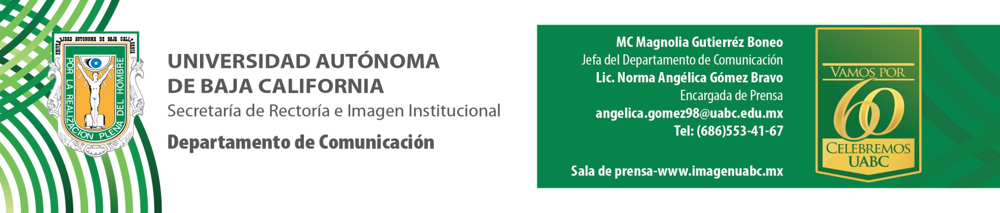 UNIVERSIDAD AUTONOMA DE BAJA CALIFORNIA
POR LA REALIZACION PLENA DEL HOMBRE
UNIVERSIDAD AUTÓNOMA
DE BAJA CALIFORNIA
Secretaría de Rectoría e Imagen Institucional
Departamento de Comunicación
MC Magnolia Gutierréz Boneo
Jefa del Departamento de Comunicación
Lic. Norma Angélica Gómez Bravo
Encargada de Prensa
angelica.gomez98@uabc.edu.mx
Tel: (686)553-41-67
Sala de prensa-www.imagenuabc.mx
VAMOS POR
60
CELEBREMOS
UABC